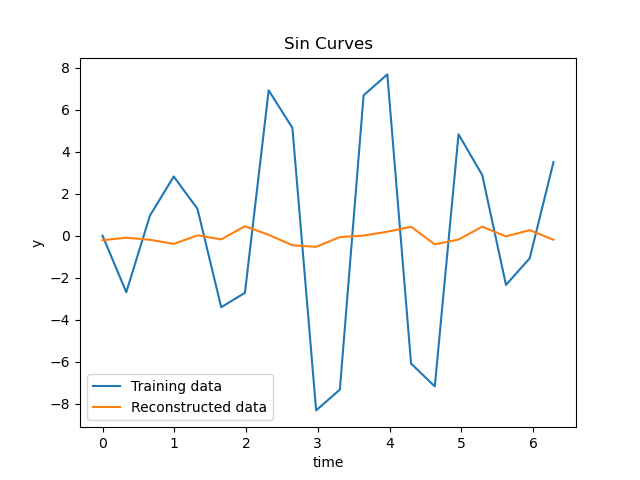 Sin Curves
8
6
4
2
0
−2
−4
−6
−8
y
Training data
Reconstructed data
0 1 2 3 4 5 6
time